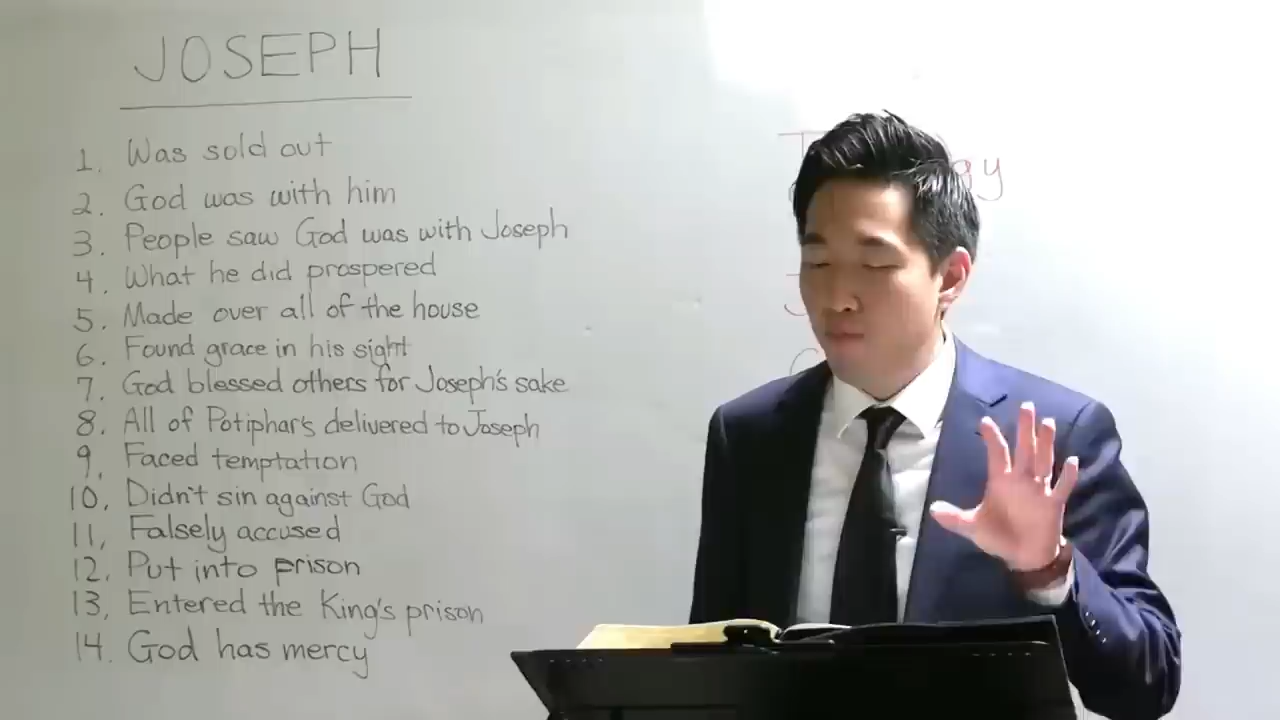 JOSEPH
1. Was sold out
2. God was with him
3. People saw God was with Joseph
4. What he did prospered
5. Made over all of the house
6. Found grace in his sight
7. God blessed others for Joseph's sake
8. All of Potiphar's delivered to Joseph
9. Faced temptation
10. Didn't sin against God
11. Falsely accused
12. Put into prison
13. Entered the King's prison
14. God has mercy